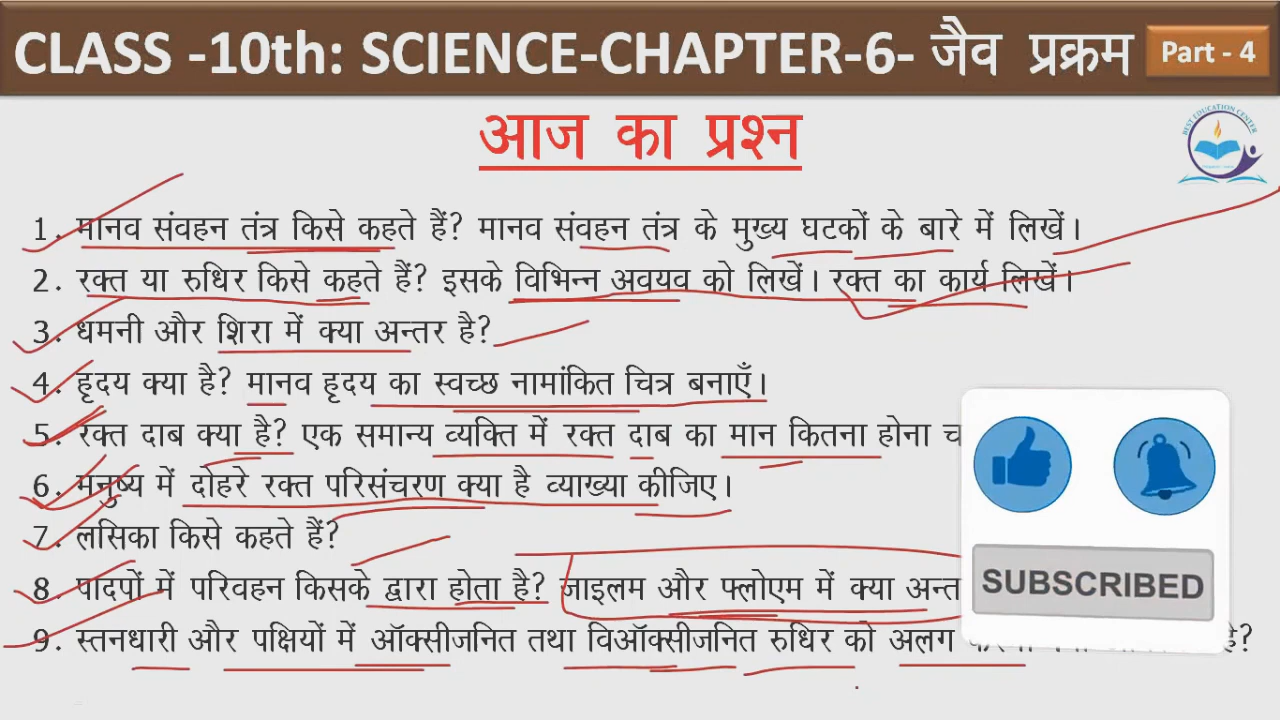 CLASS -10th: SCIENCE-CHAPTER-6- जैव प्रक्रम Part - 4
BEST EDUCATION CENTER
आज का प्रश्न
1. मानव संवहन तंत्र किसे कहते हैं? मानव संवहन तंत्र के मुख्य घटकों के बारे में लिखें।
2. रक्त या रुधिर किसे कहते हैं? इसके विभिन्न अवयव को लिखें। रक्त का कार्य लिखें।
3. धमनी और शिरा में क्या अन्तर है?
4. हृदय क्या है? मानव हृदय का स्वच्छ नामांकित चित्र बनाएँ।
5. रक्त दाब क्या है? एक समान्य व्यक्ति में रक्त दाब का मान कितना होना
6. मनुष्य में दोहरे रक्त परिसंचरण क्या है व्याख्या कीजिए।
7. लसिका किसे कहते हैं?
8. पादपों में परिवहन किसके द्वारा होता है? जाइलम और फ्लोएम में क्या
9. स्तनधारी और पक्षियों में ऑक्सीजनित तथा विऑक्सीजनित रुधिर को अलग है?
SUBSCRIBED